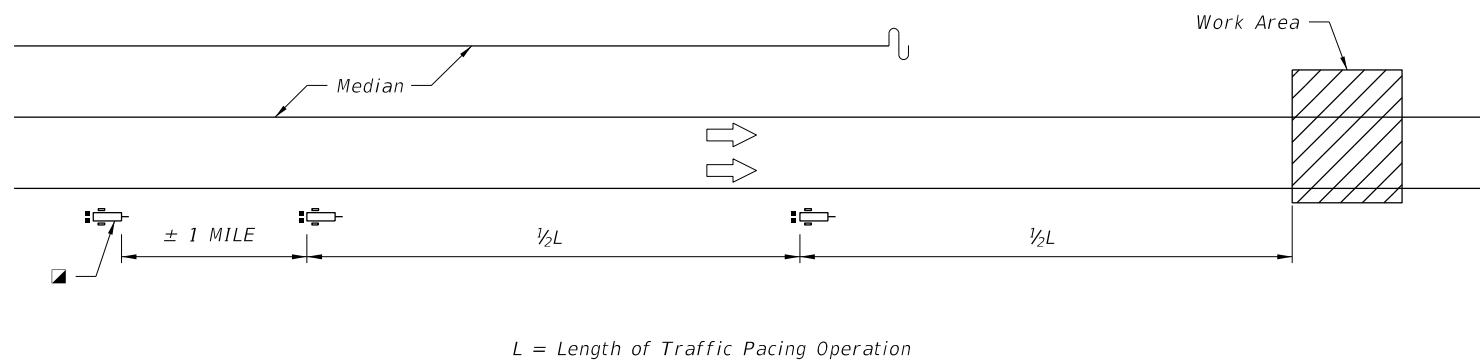 Work Area
Median
± 1 MILE
½L
½L
L = Length of Traffic Pacing Operation